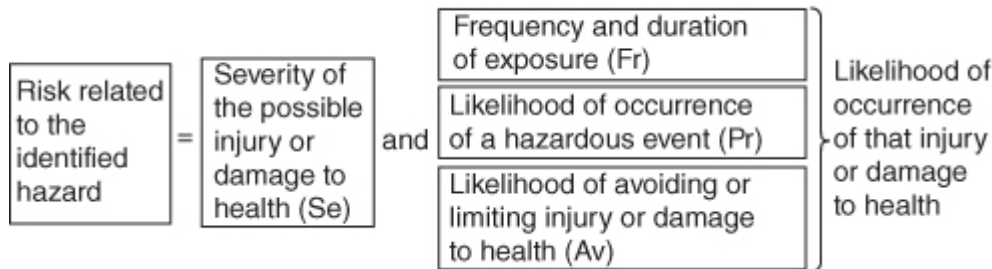 Risk related
to the
identified
hazard
=
Severity of
the possible
injury or
damage to
health (Se)
and
Frequency and duration
of exposure (Fr)
Likelihood of occurrence
of a hazardous event (Pr)
Likelihood of avoiding or
limiting injury or damage
to health (Av)
Likelihood of
occurrence
of that injury
or damage
to health